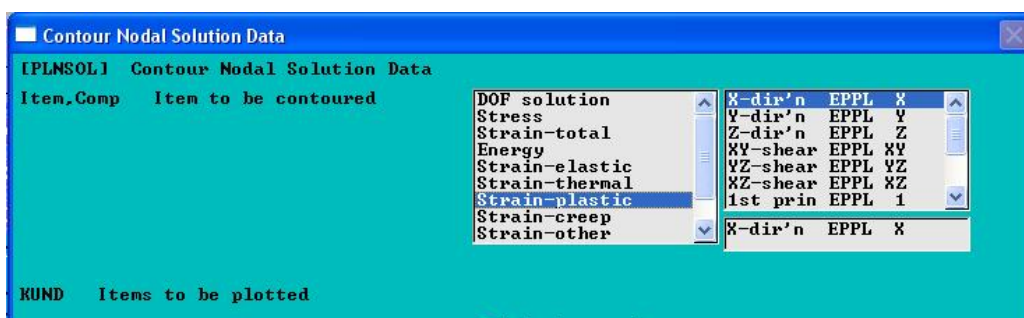 Contour Nodal Solution Data
[PLNSOL] Contour Nodal Solution Data
Item,Comp Item to be contoured
DOF solution
Stress
Strain-total
Energy
Strain-elastic
Strain-thermal
Strain-plastic
Strain-creep
Strain-other
X-dir'n EPPL X
Y-dir'n EPPL Y
Z-dir'n EPPL Z
XY-shear EPPL XY
YZ-shear EPPL YZ
XZ-shear EPPL XZ
1st prin EPPL 1
X-dir'n EPPL X
KUND Items to be plotted